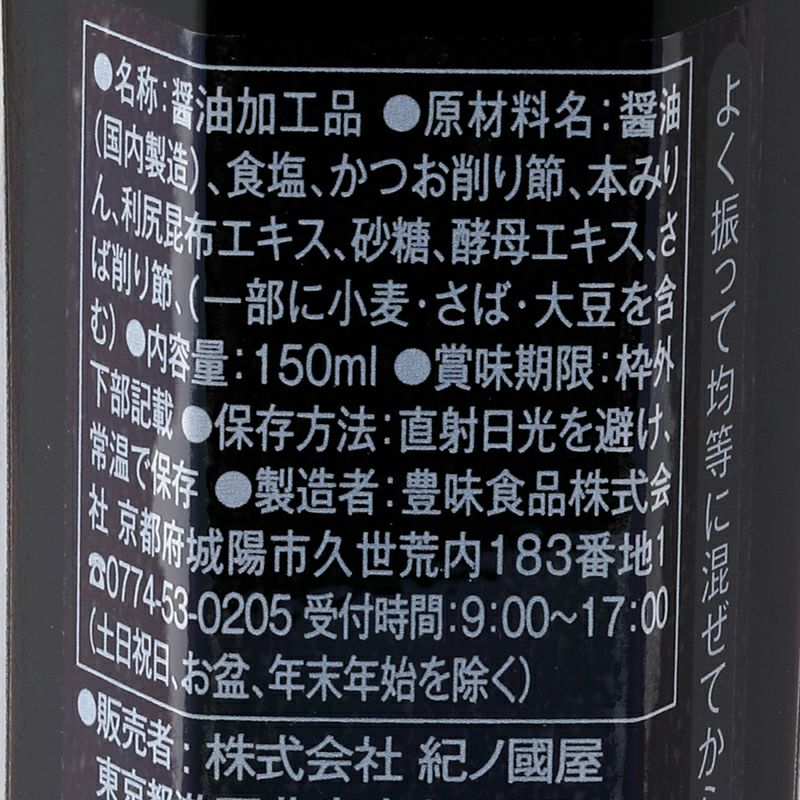 ●名称:醤油加工品 ●原材料名:醤油
(国内製造)、食塩、かつお削り節、本みり
ん、利尻昆布エキス、砂糖、酵母エキス、さ
ば削り節、(一部に小麦・さば・大豆を含
む) ●内容量:150ml ●賞味期限:枠外
下部記載 ●保存方法:直射日光を避け、
常温で保存 ●製造者:豊味食品株式会
社 京都府城陽市久世荒内183番地1
☎0774-53-0205 受付時間:9:00~17:00
(土日祝日、お盆、年末年始を除く)
●販売者:株式会社 紀ノ國屋
東京都港
よく振って均等に混ぜてから